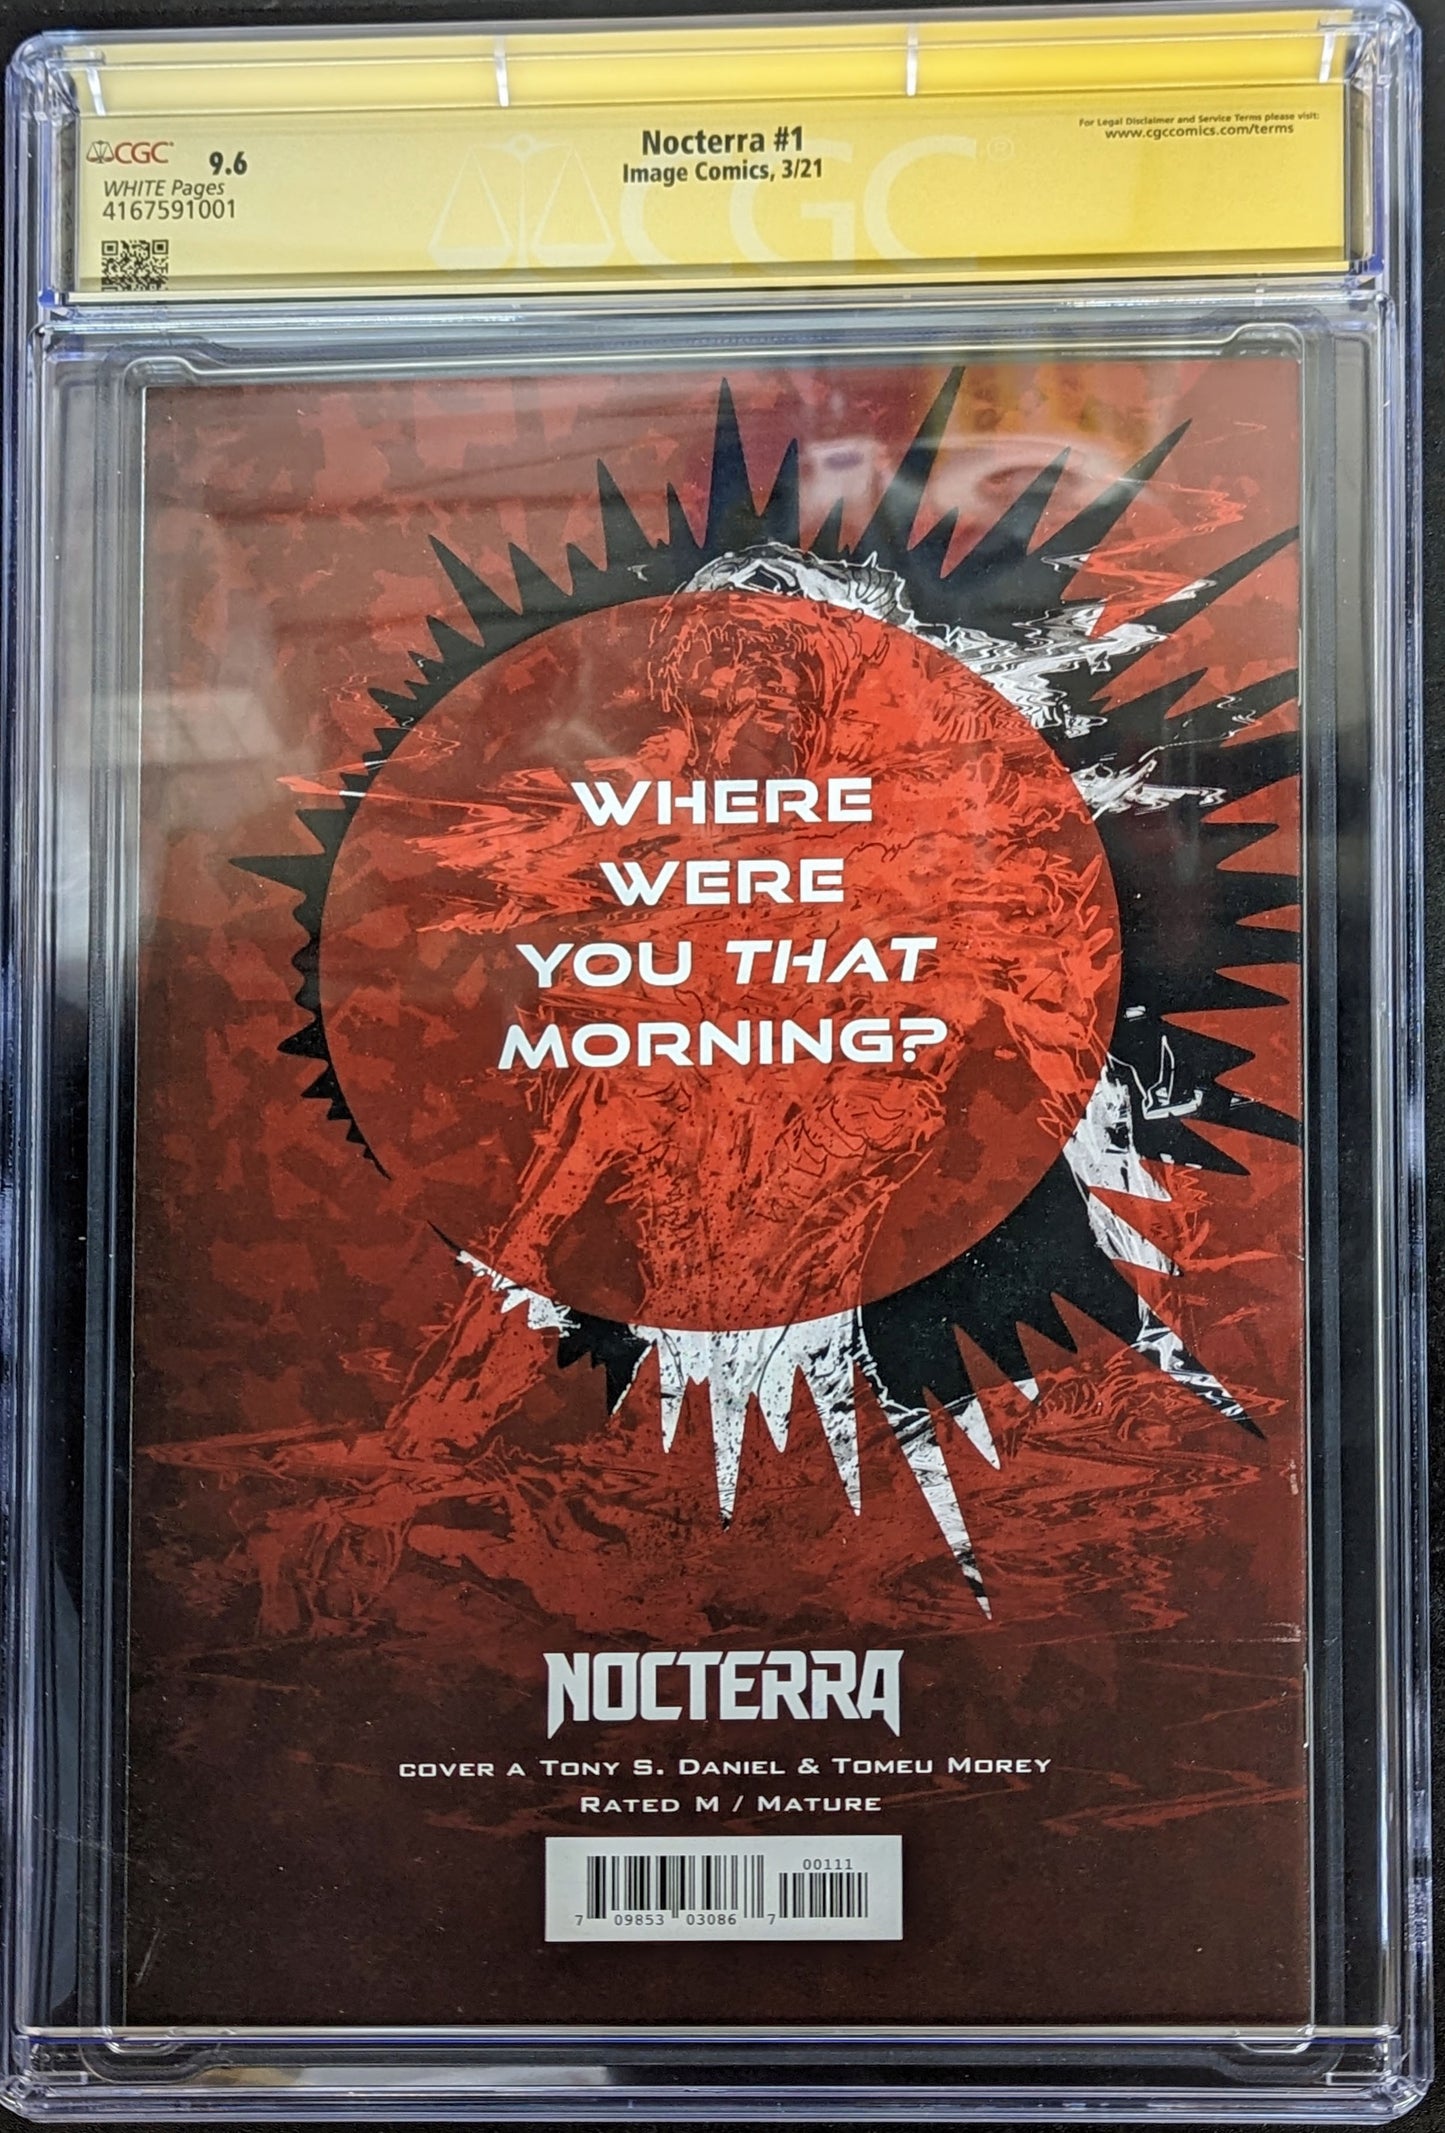 CGC 9.6
WHITE Pages
4167591001
Nocterra #1
Image Comics, 3/21
For Legal Disclaimer and Service Terms please visit:
www.cgccomics.com/terms
CGC®
WHERE
WERE
YOU THAT
MORNING?
NOCTERRA
COVER A TONY S. DANIEL & TOMEU MOREY
RATED M / MATURE
00111
7 09853 03086 7